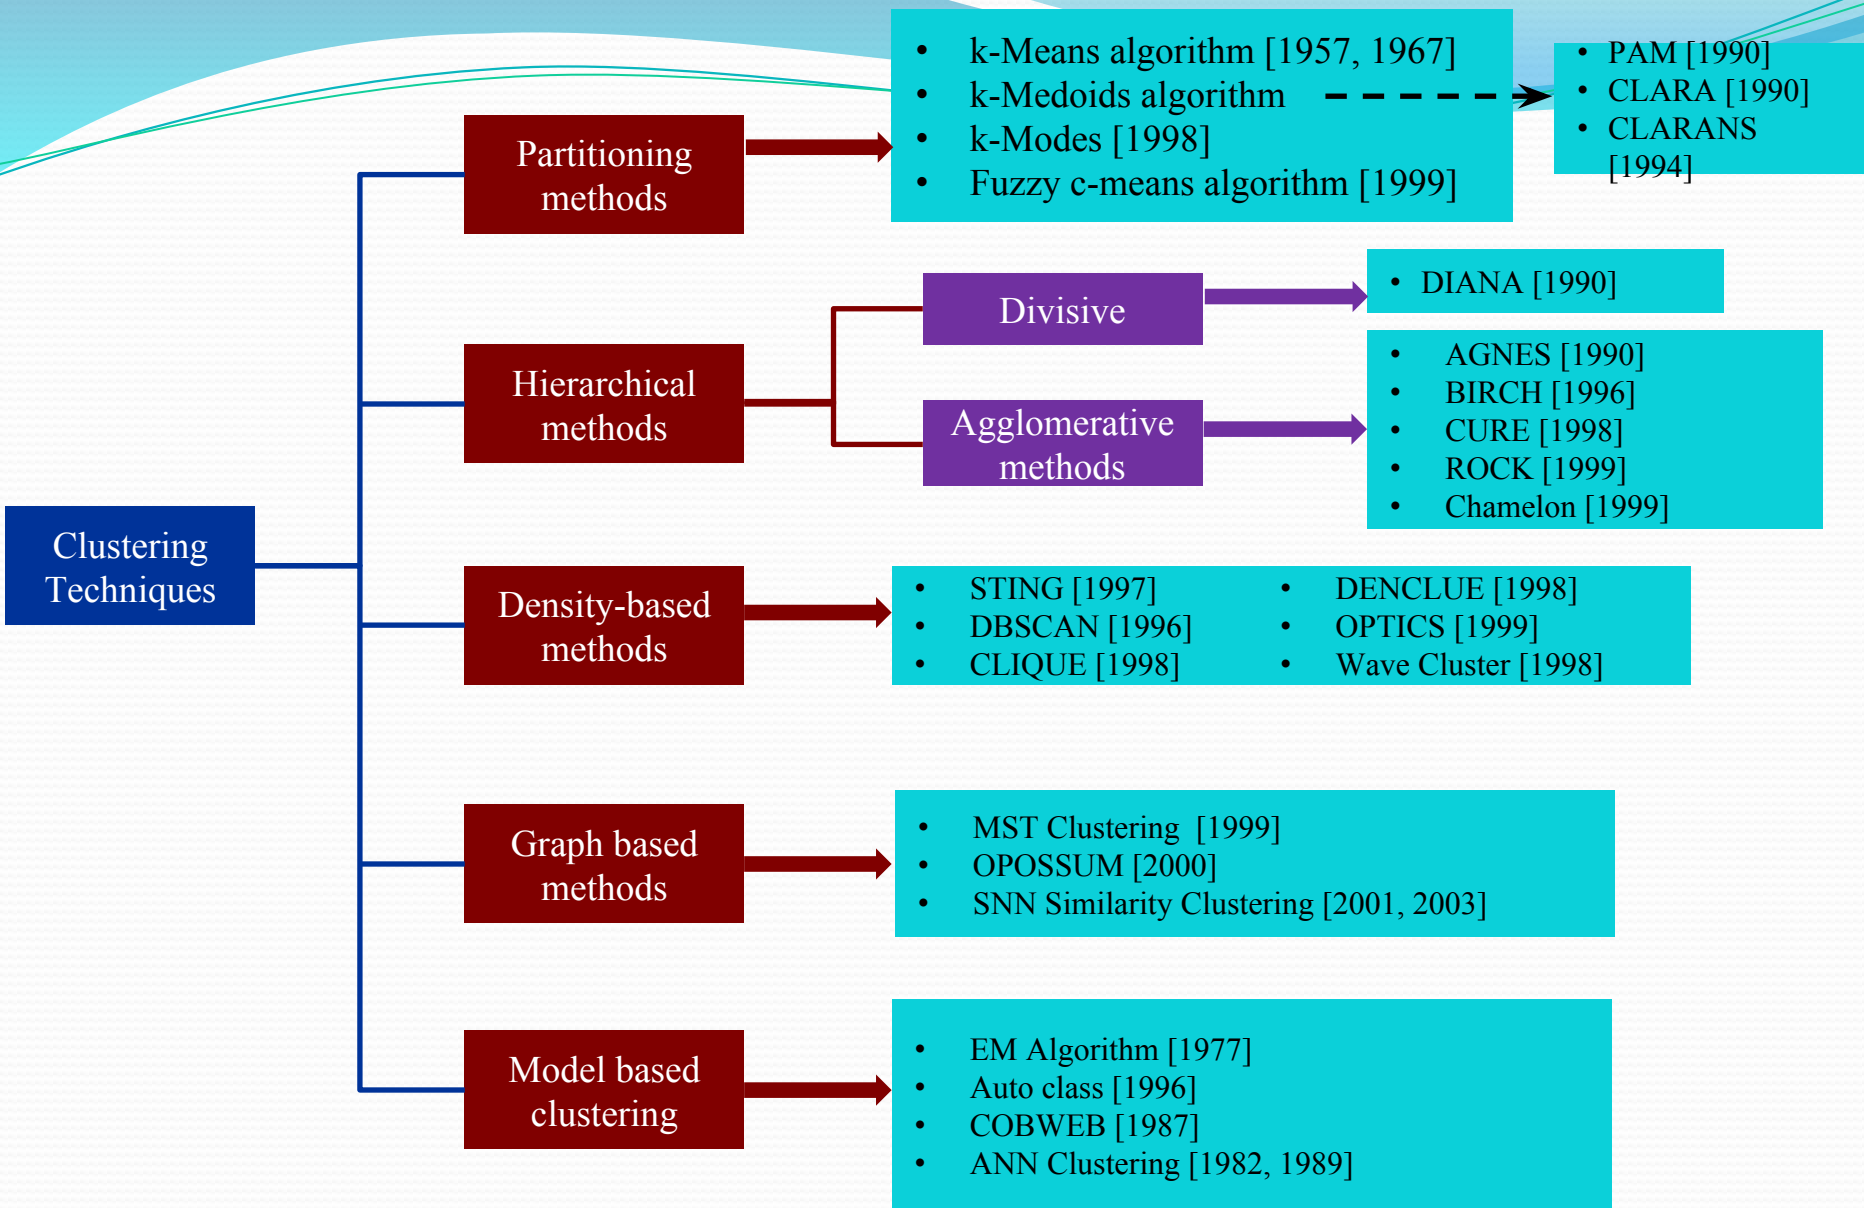 • k-Means algorithm [1957, 1967]
• k-Medoids algorithm
• k-Modes [1998]
• Fuzzy c-means algorithm [1999]
• PAM [1990]
• CLARA [1990]
• CLARANS
[1994]
Partitioning
methods
Divisive
• DIANA [1990]
Hierarchical
methods
Agglomerative
methods
• AGNES [1990]
• BIRCH [1996]
• CURE [1998]
• ROCK [1999]
• Chamelon [1999]
Clustering
Techniques
Density-based
methods
• STING [1997]
• DBSCAN [1996]
• CLIQUE [1998]
• DENCLUE [1998]
• OPTICS [1999]
• Wave Cluster [1998]
Graph based
methods
• MST Clustering [1999]
• OPOSSUM [2000]
• SNN Similarity Clustering [2001, 2003]
Model based
clustering
• EM Algorithm [1977]
• Auto class [1996]
• COBWEB [1987]
• ANN Clustering [1982, 1989]